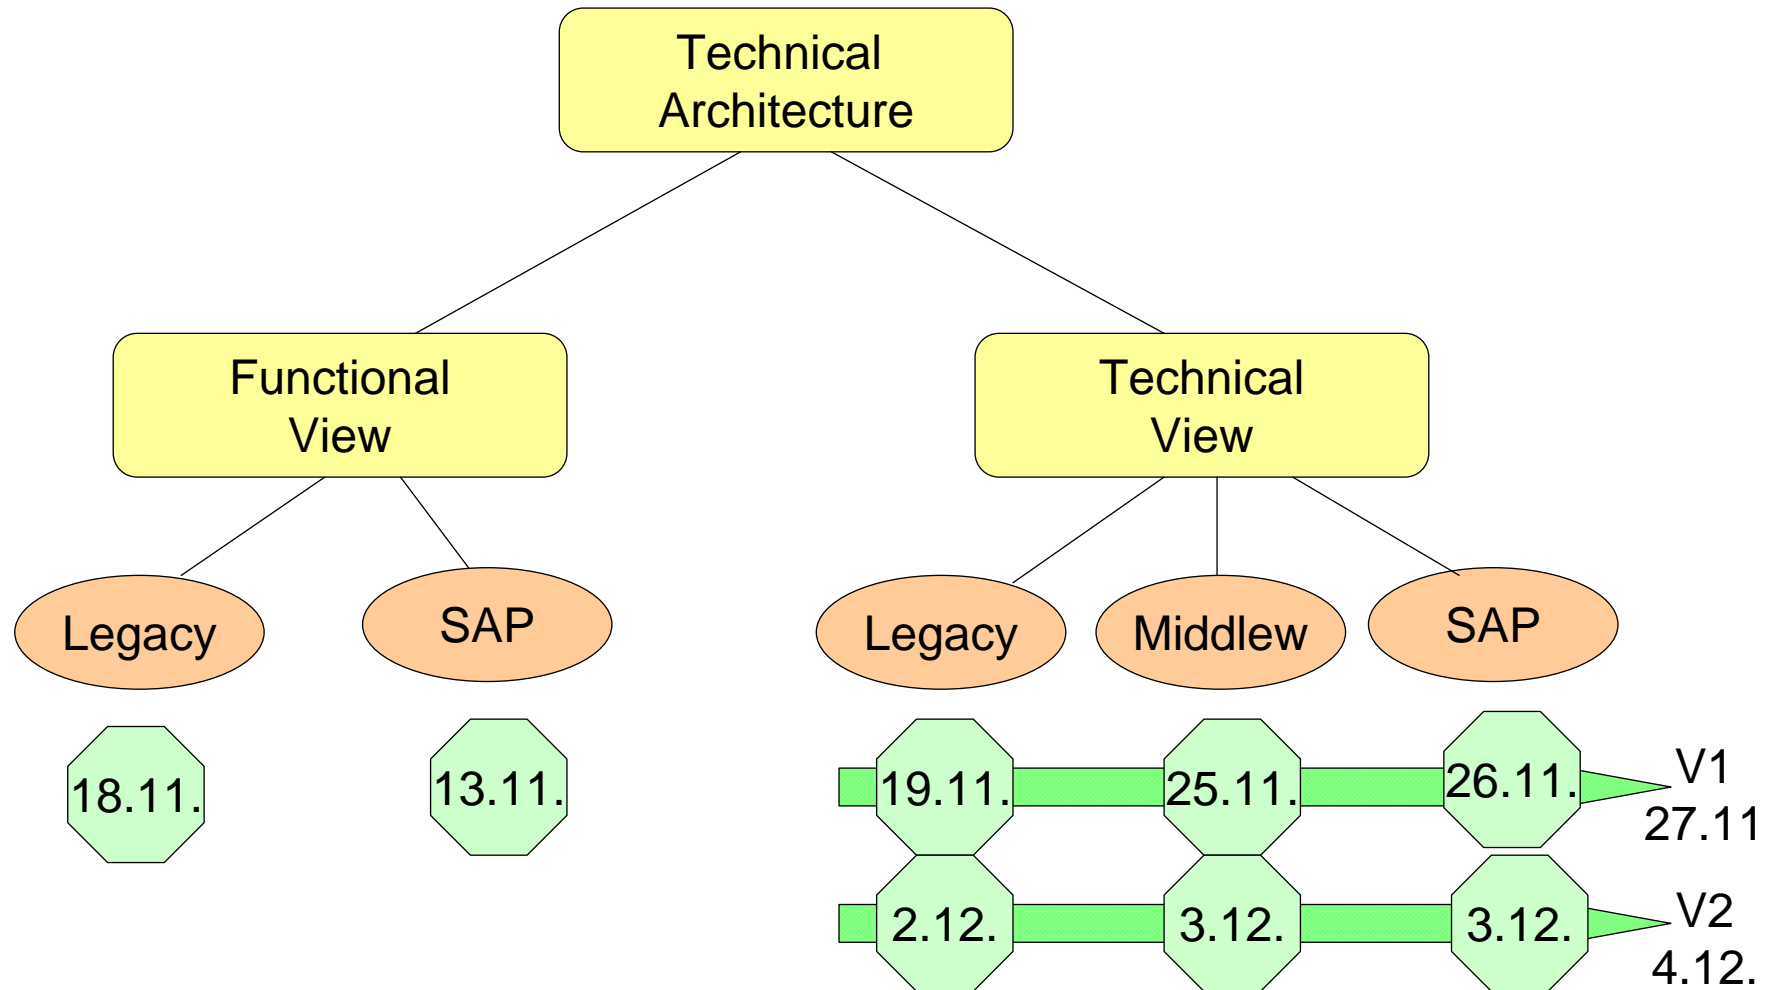 Technical
Architecture
Functional
View
Technical
View
Legacy
SAP
Legacy
Middlew
SAP
18.11.
13.11.
19.11.
25.11.
26.11.
V1
27.11
2.12.
3.12.
3.12.
V2
4.12.